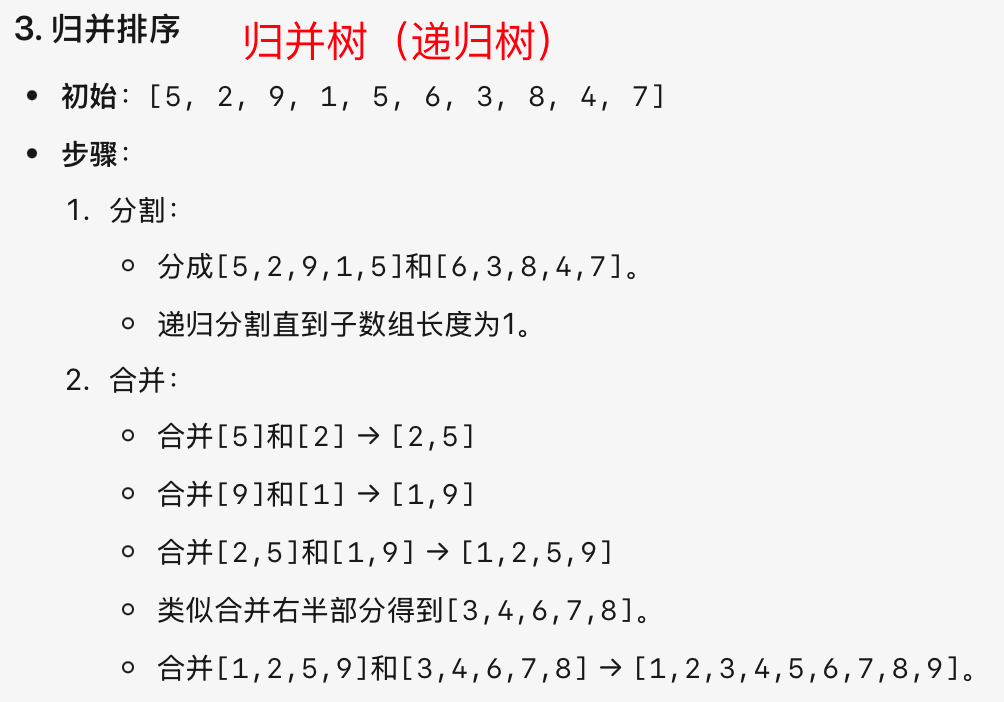 3. 归并排序 归并树（递归树）
• 初始：[5, 2, 9, 1, 5, 6, 3, 8, 4, 7]
• 步骤：
1. 分割：
○ 分成[5,2,9,1,5]和[6,3,8,4,7]。
○ 递归分割直到子数组长度为1。
2. 合并：
○ 合并[5]和[2] → [2,5]
○ 合并[9]和[1] → [1,9]
○ 合并[2,5]和[1,9] → [1,2,5,9]
○ 类似合并右半部分得到[3,4,6,7,8]。
○ 合并[1,2,5,9]和[3,4,6,7,8] → [1,2,3,4,5,6,7,8,9]。